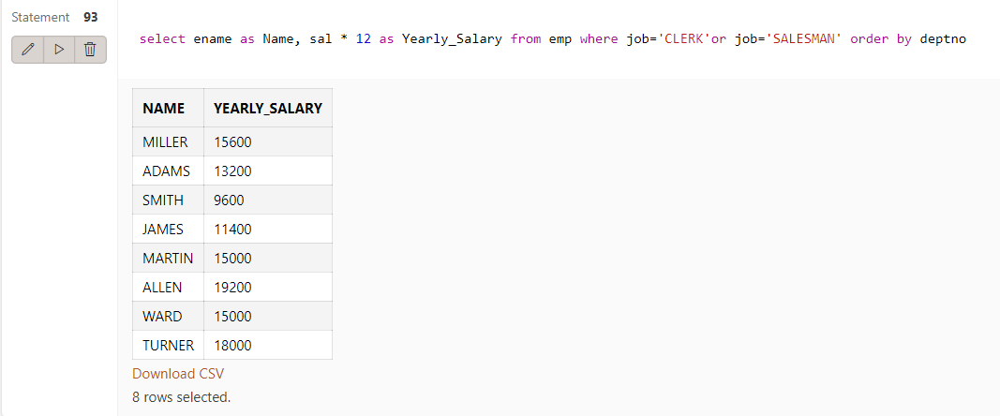 Statement 93
select ename as Name, sal * 12 as Yearly_Salary from emp where job='CLERK'or job='SALESMAN' order by deptno
NAME YEARLY_SALARY
MILLER 15600
ADAMS 13200
SMITH 9600
JAMES 11400
MARTIN 15000
ALLEN 19200
WARD 15000
TURNER 18000
Download CSV
8 rows selected.